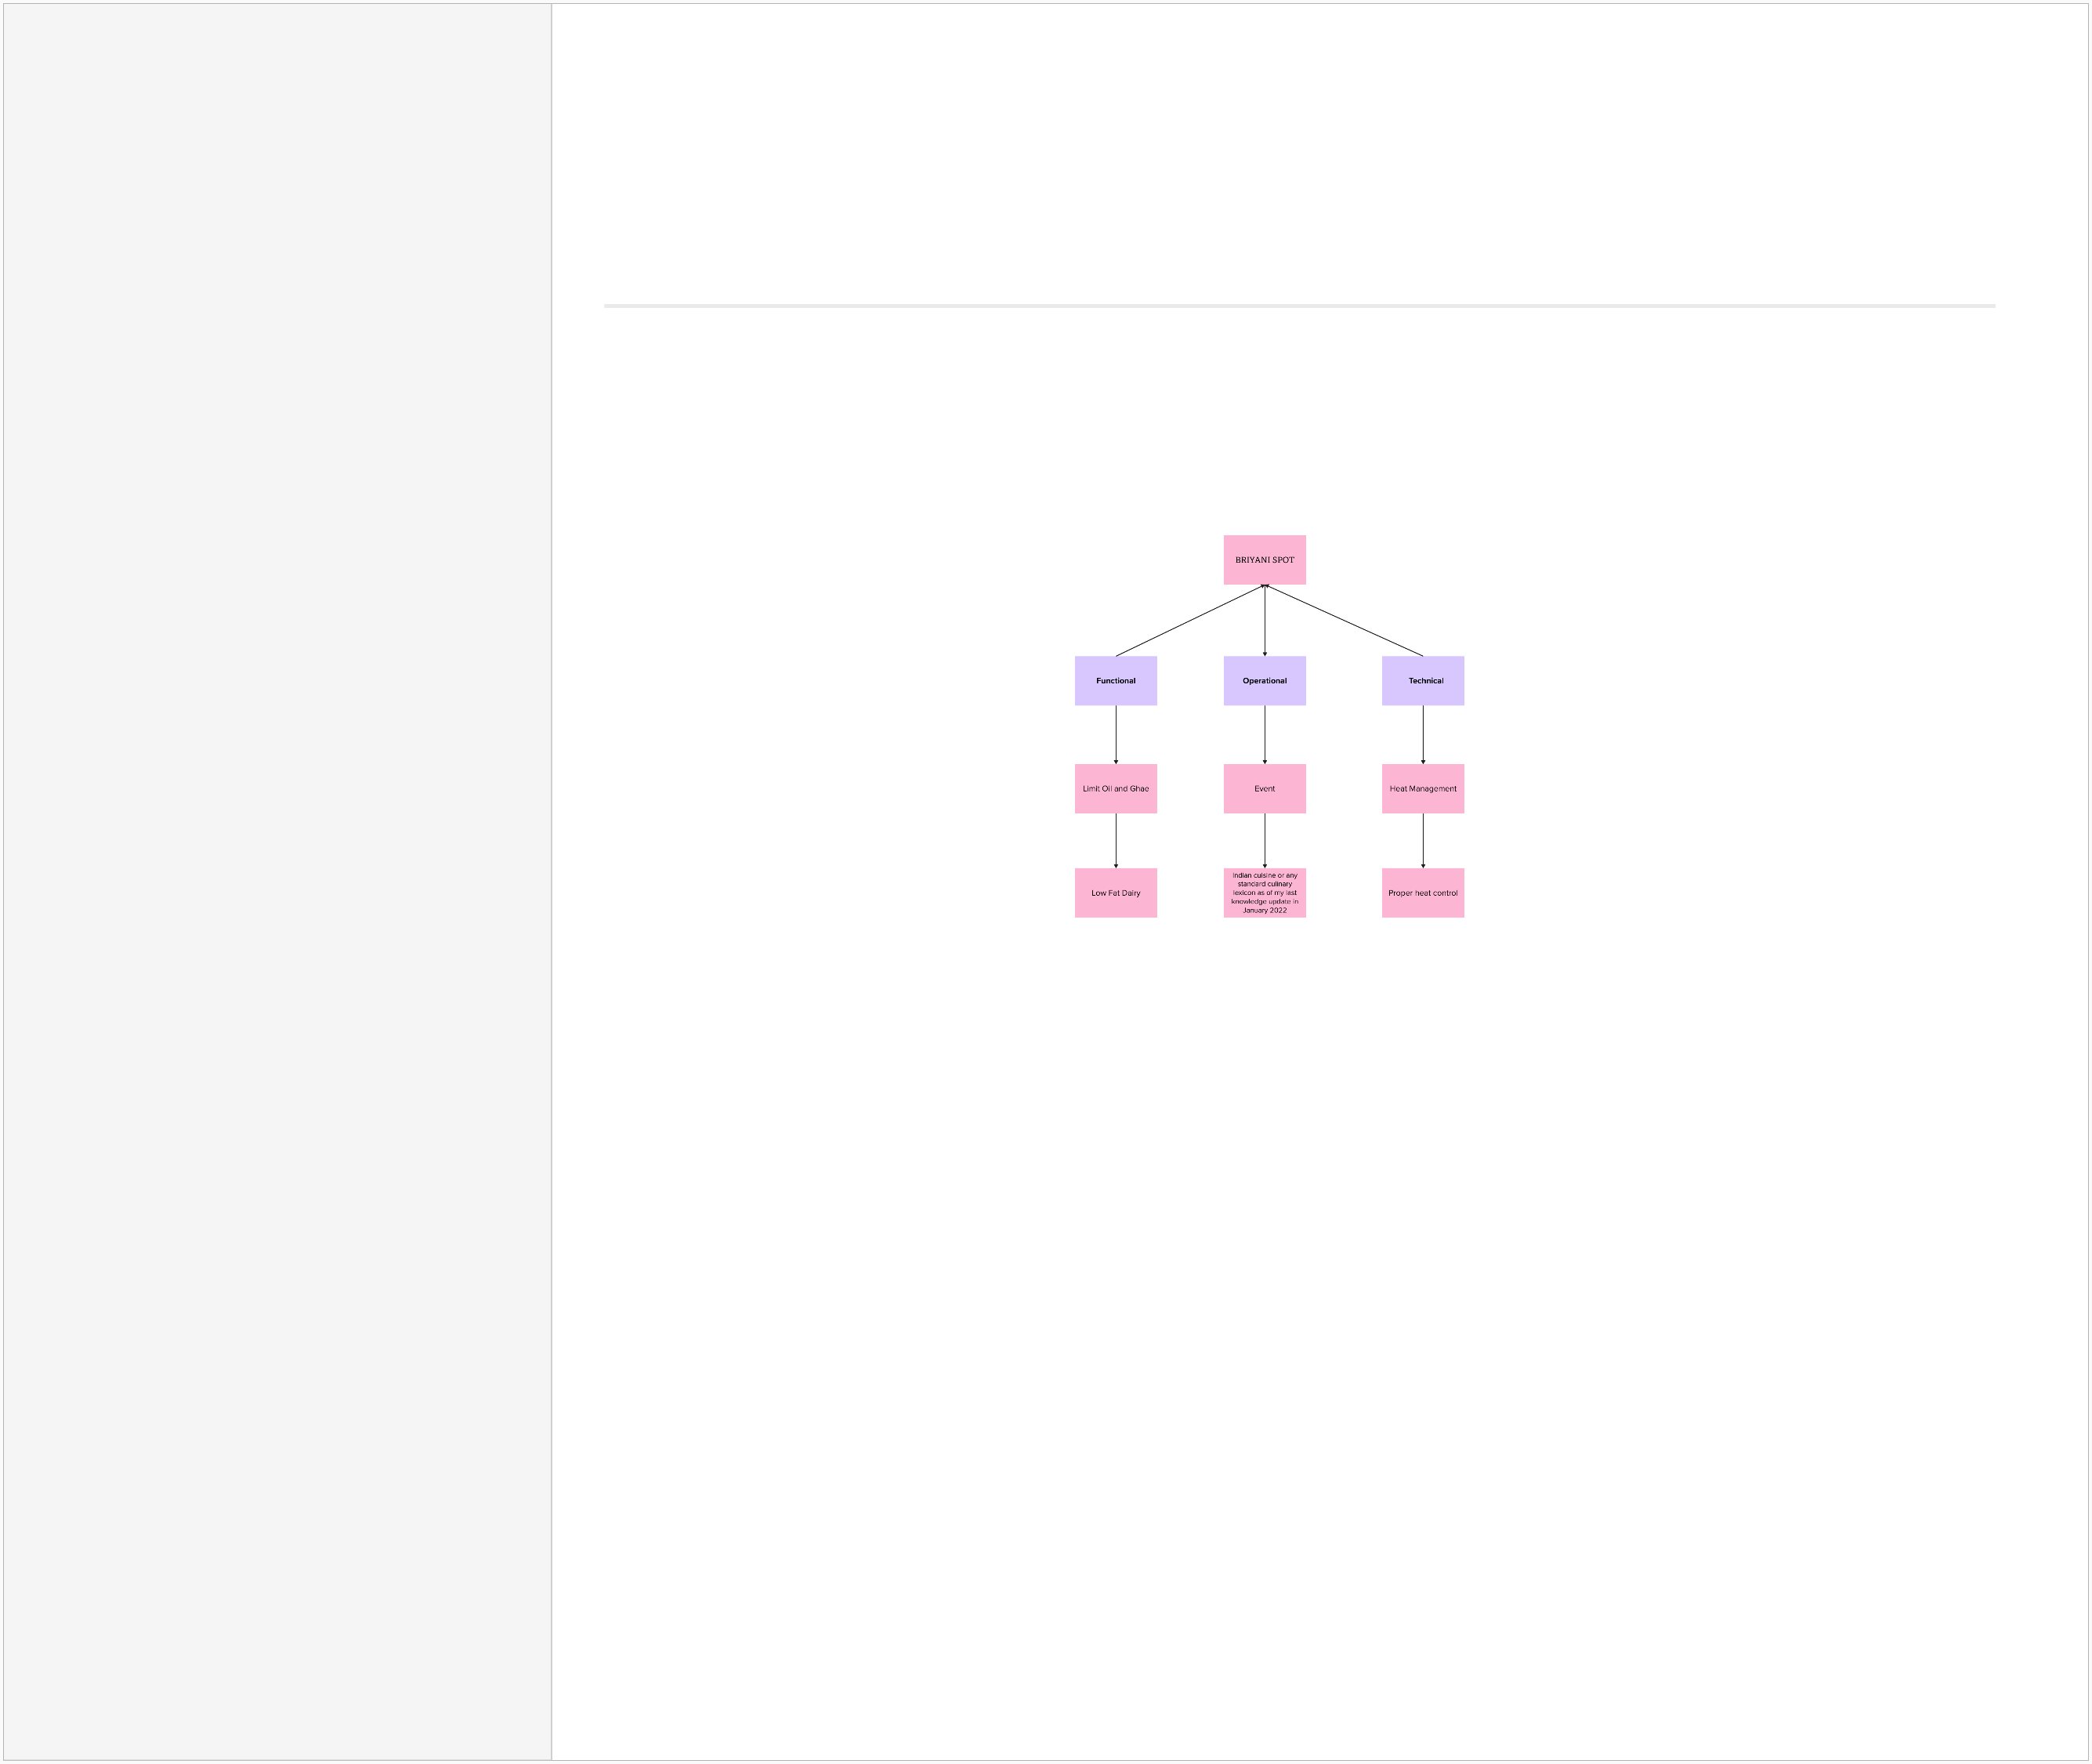 BRIYANI SPOT
Functional
Operational
Technical
Limit Oil and Ghae
Event
Heat Management
Low Fat Dairy
Indian cuisine or any
standard culinary
lexicon as of my last
knowledge update in
January 2022
Proper heat control